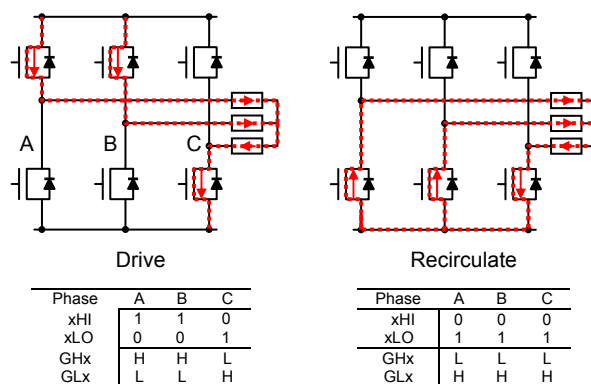 A B C
Drive
Recirculate
Phase A B C
xHI 1 1 0
xLO 0 0 1
GHx H H L
GLx L L H
Phase A B C
xHI 0 0 0
xLO 1 1 1
GHx L L L
GLx H H H